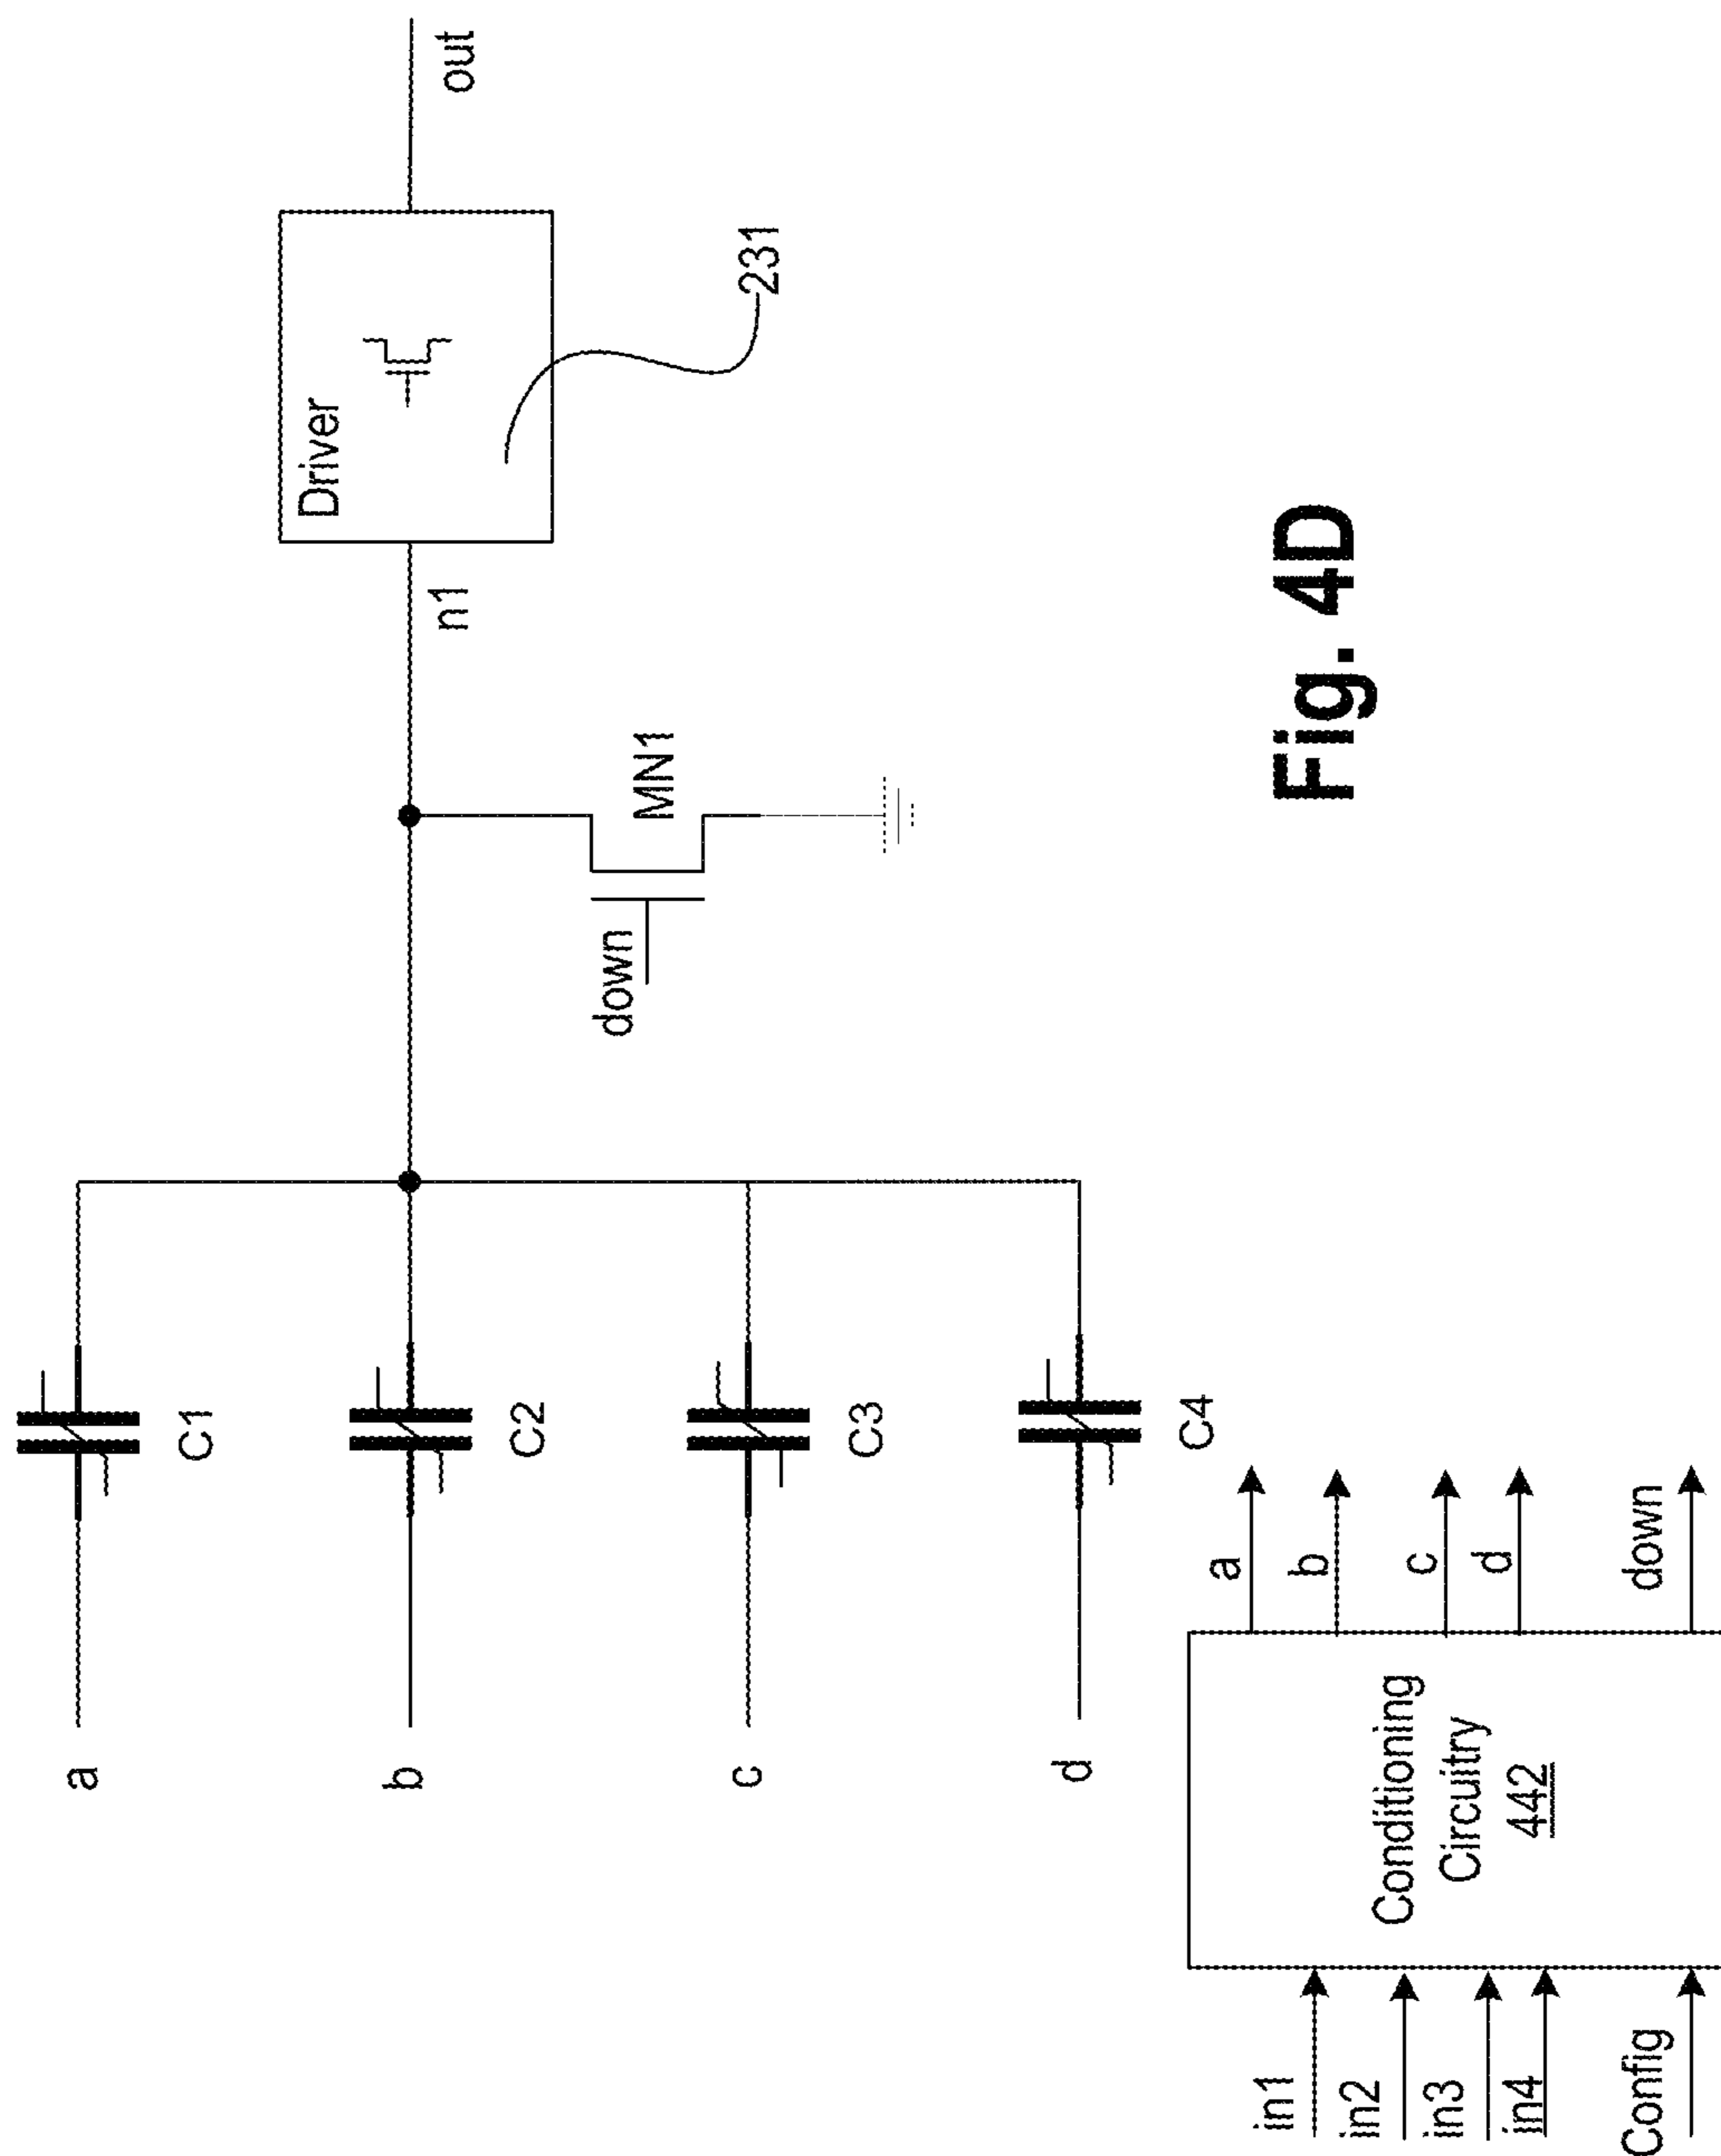 a
C1
b
C2
c
C3
d
C4
down
MN1
n1
Driver
231
out
in1
in2
in3
in4
Config
Conditioning
Circuitry
442
a
b
c
d
down
Fig. 4D